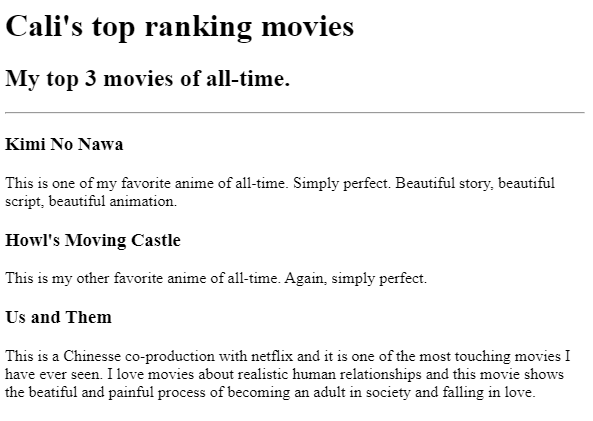 Cali's top ranking movies
My top 3 movies of all-time.
Kimi No Nawa
This is one of my favorite anime of all-time. Simply perfect. Beautiful story, beautiful
script, beautiful animation.
Howl's Moving Castle
This is my other favorite anime of all-time. Again, simply perfect.
Us and Them
This is a Chinesse co-production with netflix and it is one of the most touching movies I
have ever seen. I love movies about realistic human relationships and this movie shows
the beatiful and painful process of becoming an adult in society and falling in love.